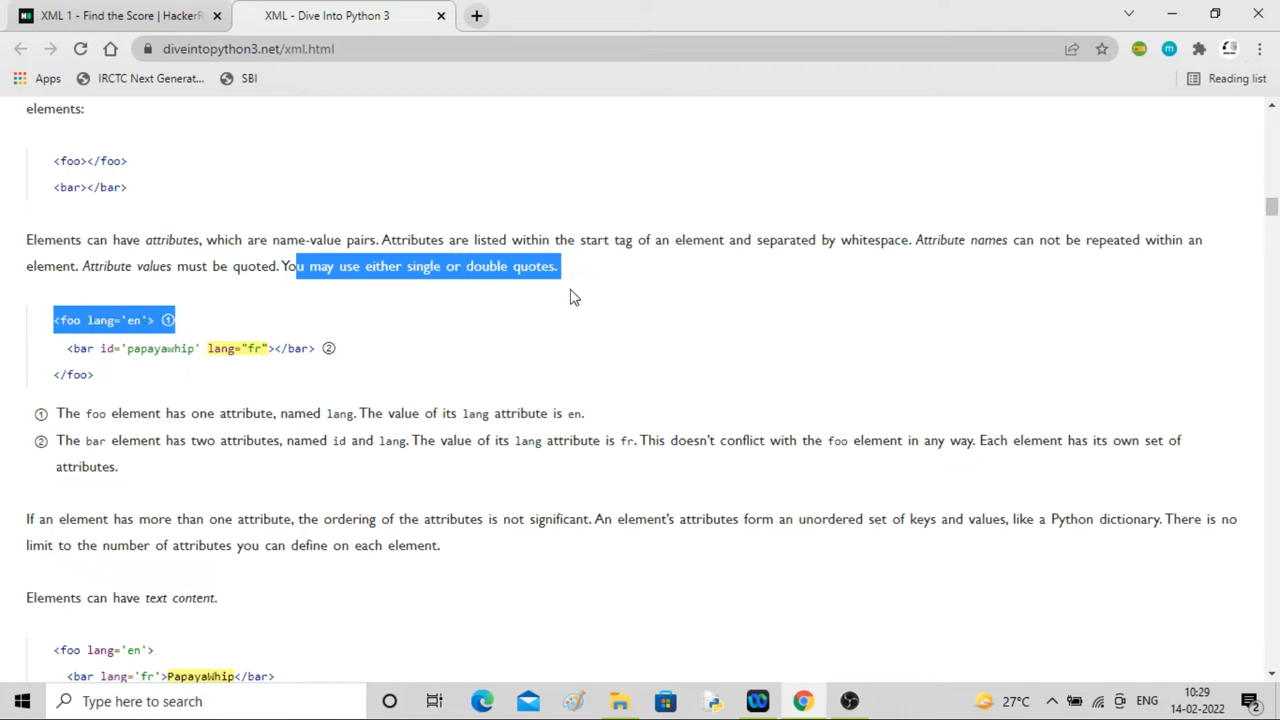 XML 1 - Find the Score | HackerR
XML - Dive Into Python 3
diveintopython3.net/xml.html
Apps
IRCTC Next Generat...
SBI
Reading list
elements:
<foo></foo>
<bar></bar>
Elements can have attributes, which are name-value pairs. Attributes are listed within the start tag of an element and separated by whitespace. Attribute names can not be repeated within an
element. Attribute values must be quoted. You may use either single or double quotes.
<foo lang='en'> ①
<bar id='papayawhip' lang="fr"></bar> ②
</foo>
① The foo element has one attribute, named lang. The value of its lang attribute is en.
② The bar element has two attributes, named id and lang. The value of its lang attribute is fr. This doesn't conflict with the foo element in any way. Each element has its own set of
attributes.
If an element has more than one attribute, the ordering of the attributes is not significant. An element's attributes form an unordered set of keys and values, like a Python dictionary. There is no
limit to the number of attributes you can define on each element.
Elements can have text content.
<foo lang='en'>
<bar lang='fr'>PapayaWhip</bar>
Type here to search
27°C
ENG
10:29
14-02-2022
2